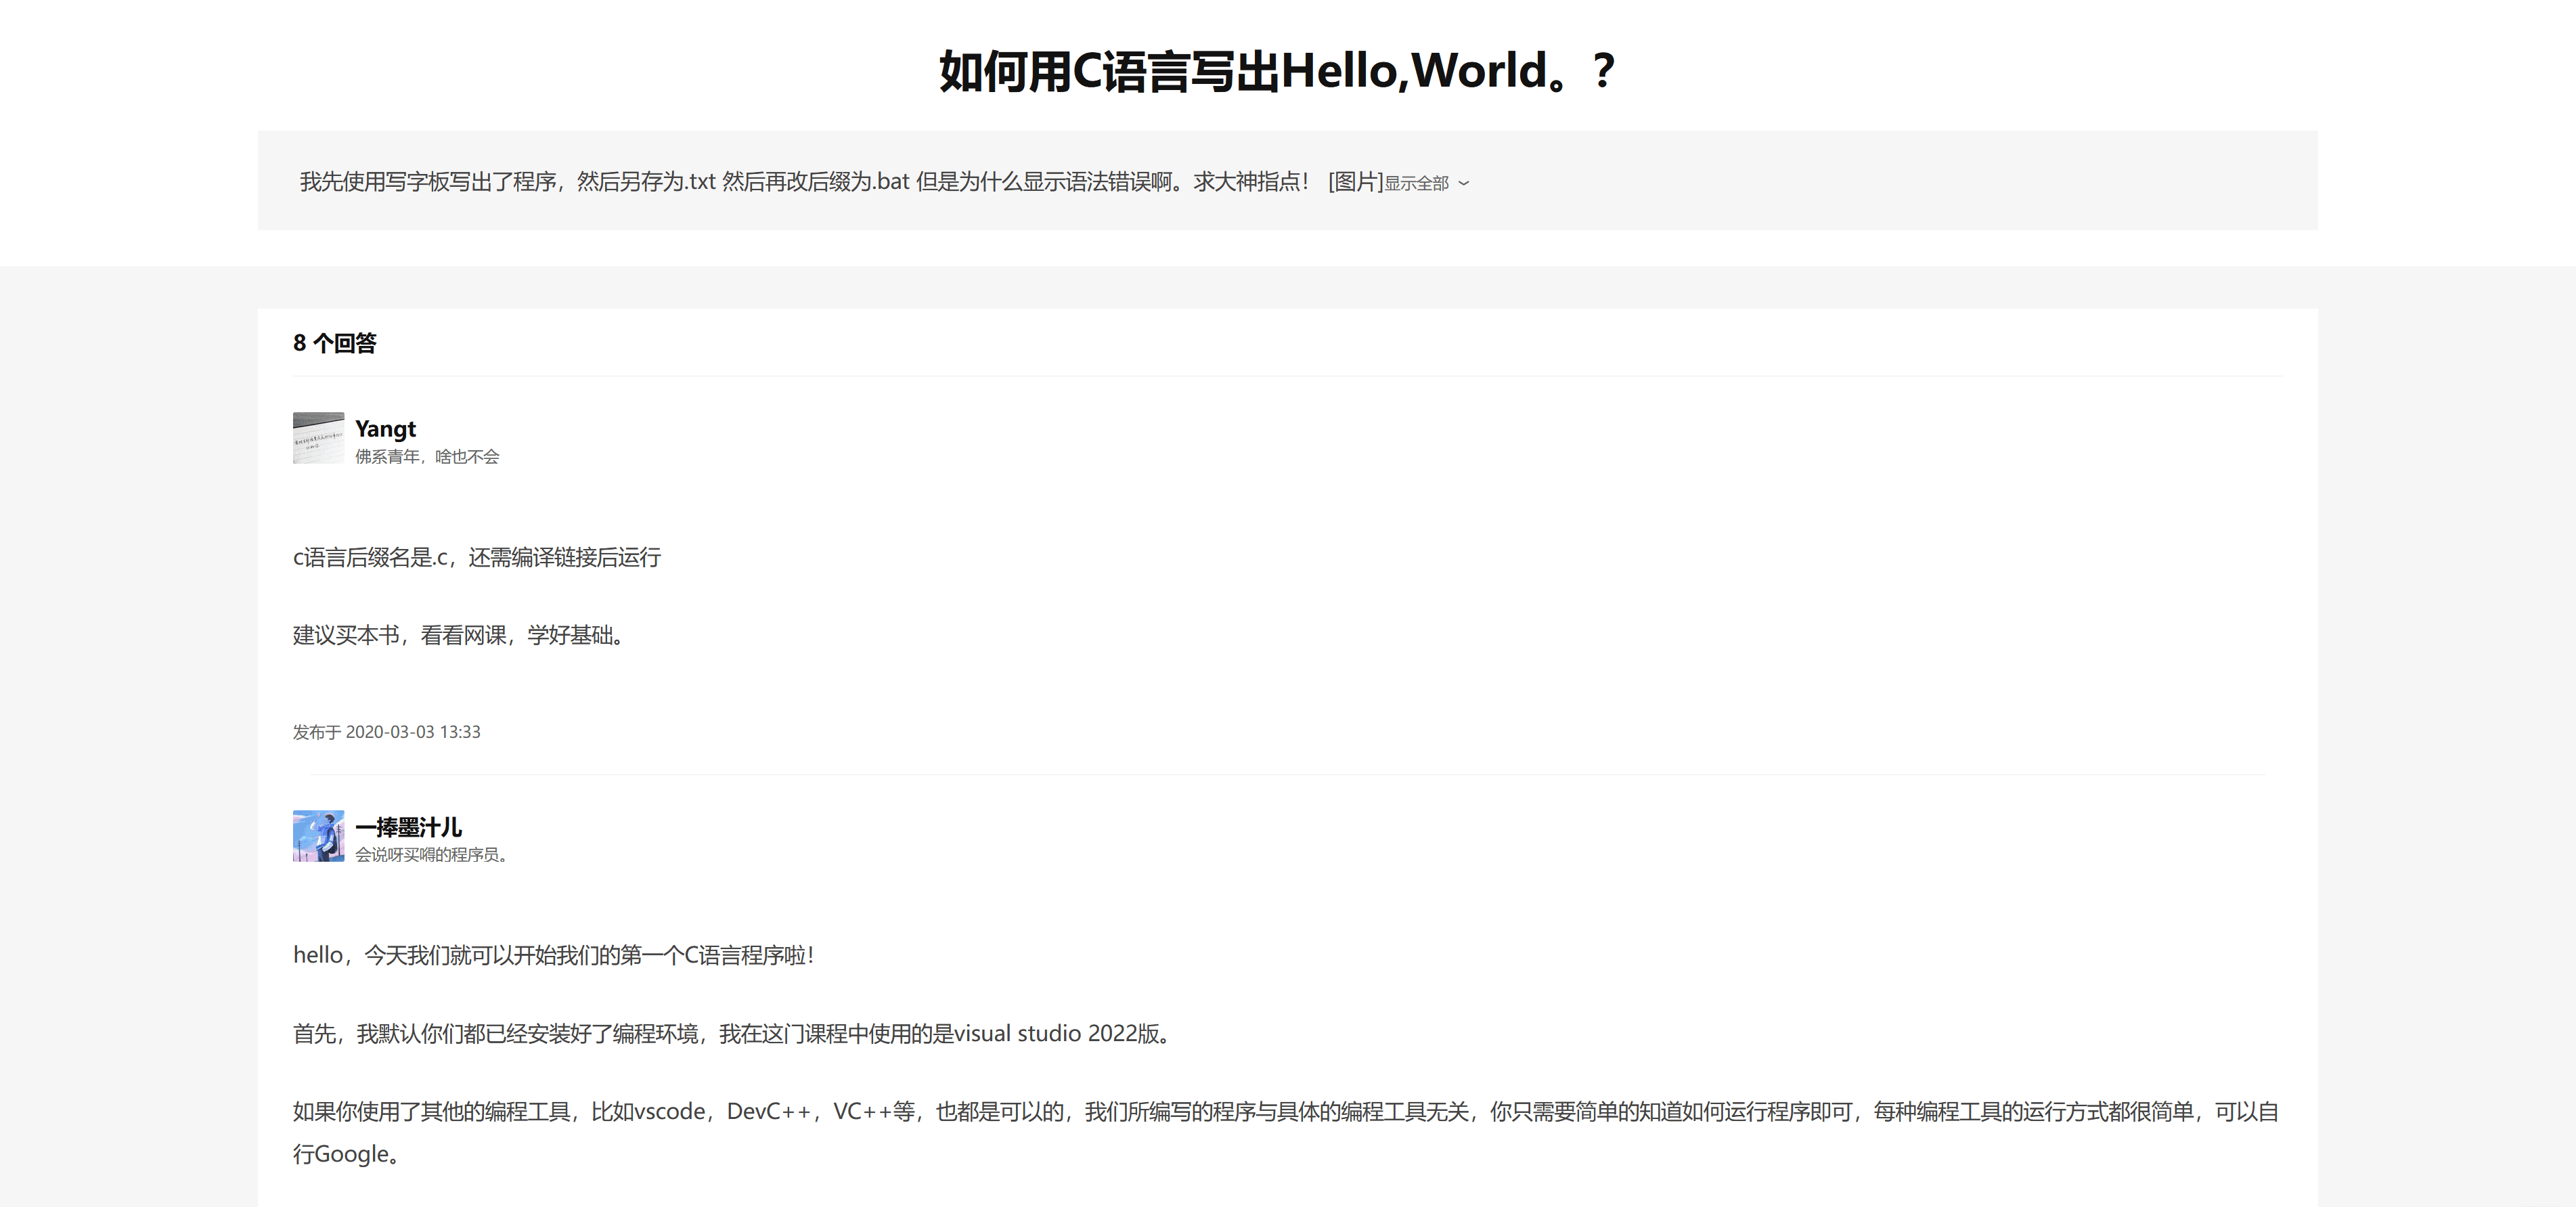 如何用C语言写出Hello,World。?
我先使用写字板写出了程序，然后另存为.txt 然后再改后缀为.bat 但是为什么显示语法错误啊。求大神指点！ [图片]显示全部
8 个回答
Yangt
佛系青年，啥也不会
c语言后缀名是.c，还需编译链接后运行
建议买本书，看看网课，学好基础。
发布于 2020-03-03 13:33
一捧墨汁儿
会说呀买嘚的程序员。
hello，今天我们就可以开始我们的第一个C语言程序啦！
首先，我默认你们都已经安装好了编程环境，我在这门课程中使用的是visual studio 2022版。
如果你使用了其他的编程工具，比如vscode，DevC++，VC++等，也都是可以的，我们所编写的程序与具体的编程工具无关，你只需要简单的知道如何运行程序即可，每种编程工具的运行方式都很简单，可以自
行Google。